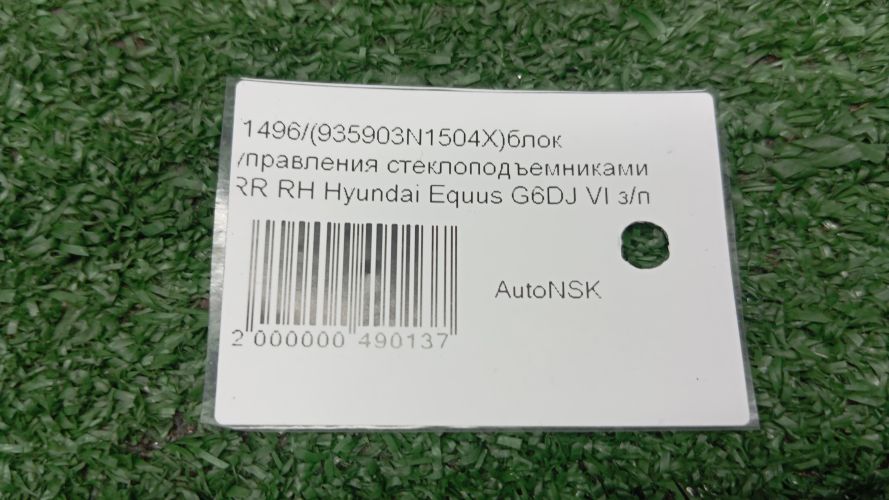 1496/(935903N1504X)блок
управления стеклоподъемниками
RR RH Hyundai Equus G6DJ VI з/п
AutoNSK
2 000000 490137